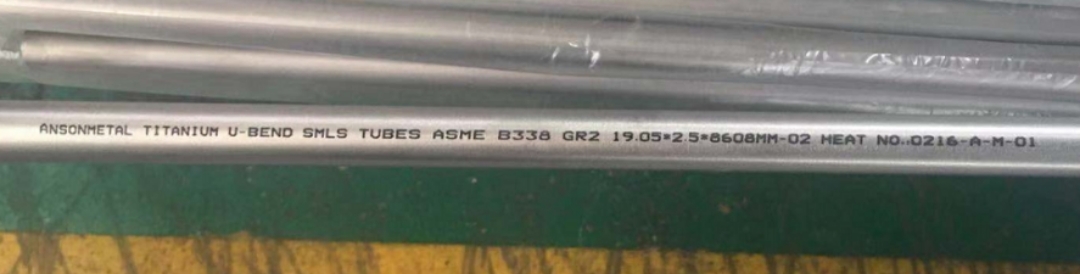 ANSONMETAL TITANIUM U-BEND SMLS TUBES ASME B338 GR2 19.05*2.5*8608MM-02 HEAT NO.:0216-A-M-01